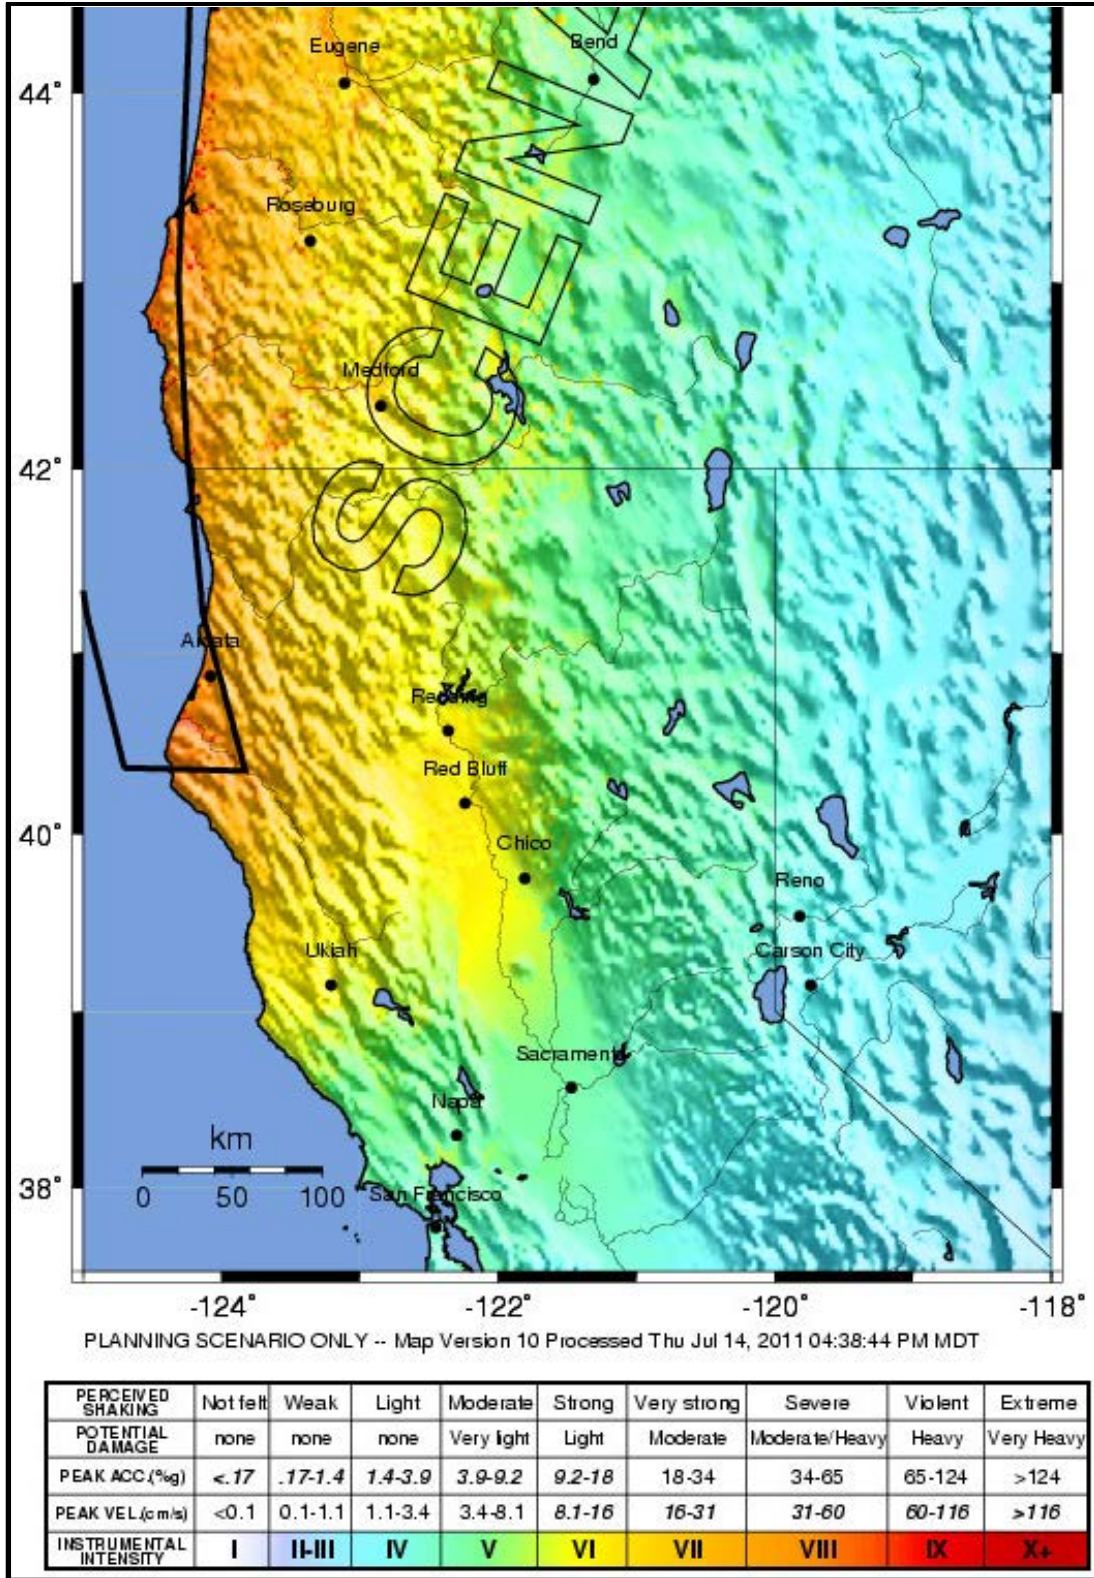 Eugene
Bend
44°
Roseburg
Medford
42°
SCEN
Arcata
Redding
Red Bluff
Chico
40°
Reno
Ukiah
Carson City
Sacramento
Napa
km
0 50 100
38°
San Francisco
-124° -122° -120° -118°
PLANNING SCENARIO ONLY -- Map Version 10 Processed Thu Jul 14, 2011 04:38:44 PM MDT
PERCEIVED SHAKING Not felt Weak Light Moderate Strong Very strong Severe Violent Extreme
POTENTIAL DAMAGE none none none Very light Light Moderate Moderate/Heavy Heavy Very Heavy
PEAK ACC.(%g) <.17 .17-1.4 1.4-3.9 3.9-9.2 9.2-18 18-34 34-65 65-124 >124
PEAK VEL.(cm/s) <0.1 0.1-1.1 1.1-3.4 3.4-8.1 8.1-16 16-31 31-60 60-116 >116
INSTRUMENTAL INTENSITY I II-III IV V VI VII VIII IX X+